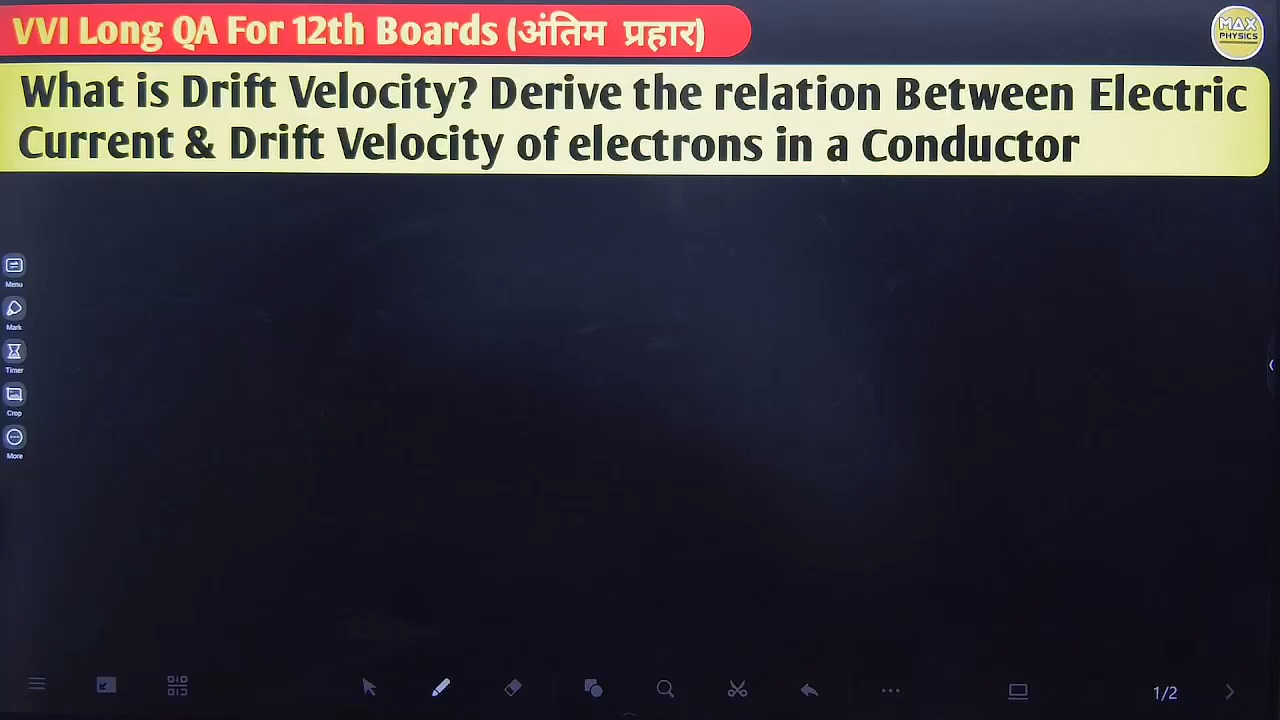 VVI Long QA For 12th Boards (अंतिम प्रहार)
MAX
PHYSICS
What is Drift Velocity? Derive the relation Between Electric
Current & Drift Velocity of electrons in a Conductor
Menu
Mark
Timer
Crop
More
1/2